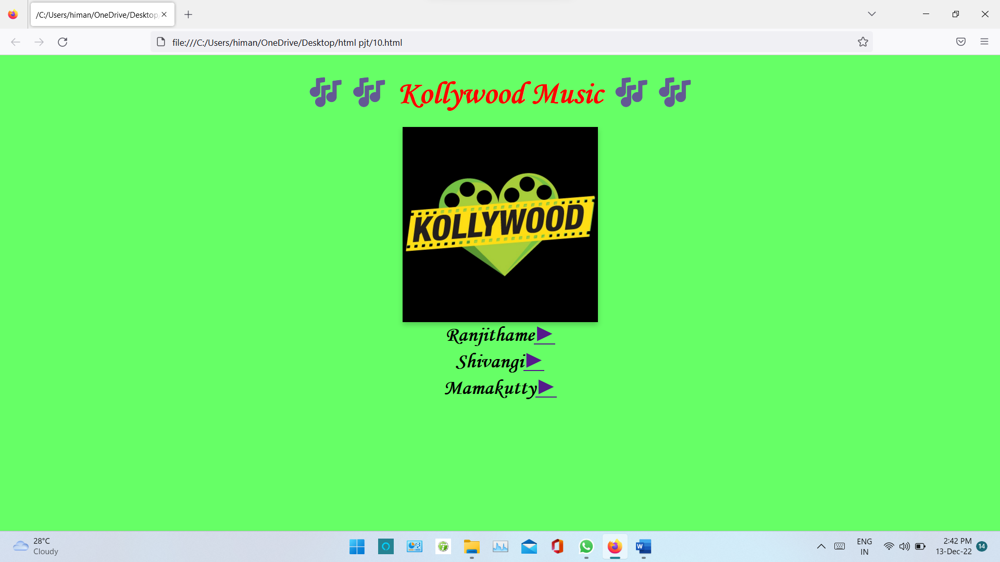 /C:/Users/himan/OneDrive/Desktop/
file:///C:/Users/himan/OneDrive/Desktop/html pjt/10.html
🎶 🎶 Kollywood Music 🎶 🎶
KOLLYWOOD
Ranjithame▶
Shivangi▶
Mamakutty▶
28°C
Cloudy
ENG
IN
2:42 PM
13-Dec-22
14